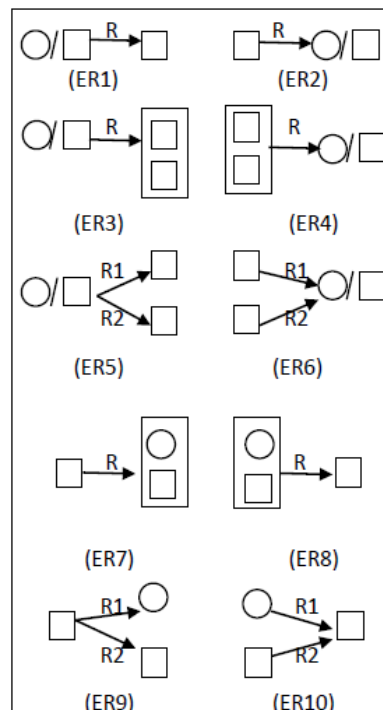 / R R /
(ER1) (ER2)
/ R R /
(ER3) (ER4)
R1 R1
/ /
R2 R2
(ER5) (ER6)
R R
(ER7) (ER8)
R1 R1
R2 R2
(ER9) (ER10)